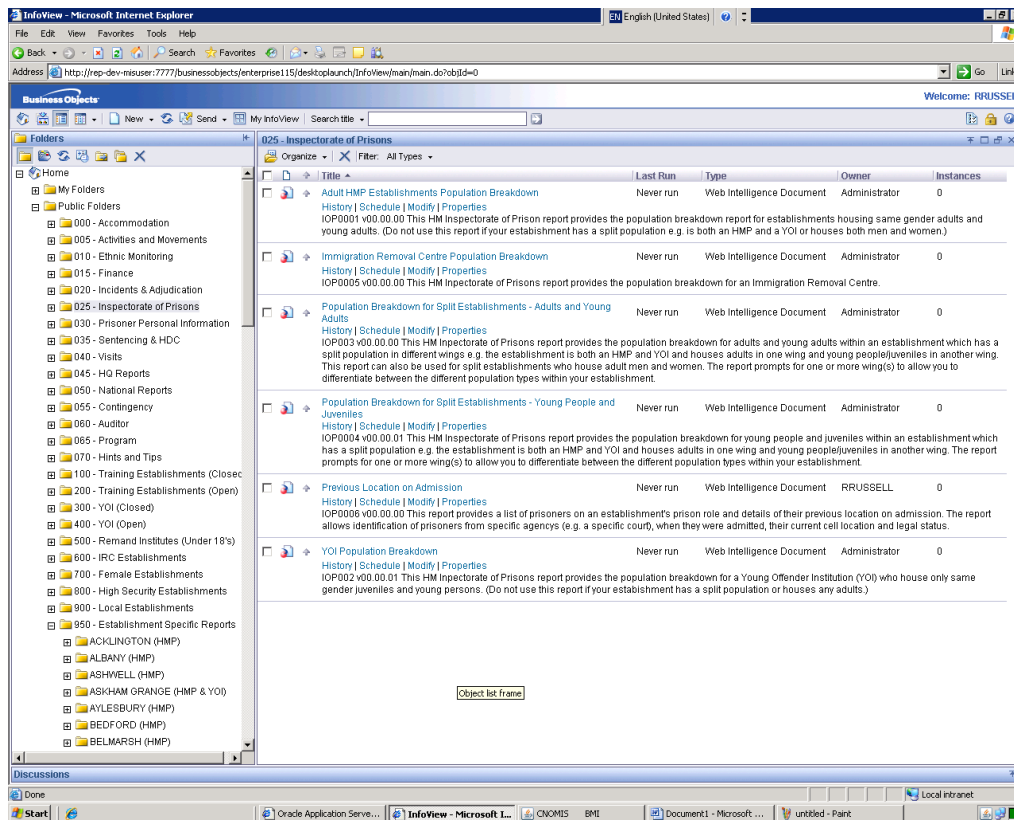 InfoView - Microsoft Internet Explorer
EN English (United States)
File Edit View Favorites Tools Help
Back Search Favorites
Address http://rep-dev-misuser:7777/businessobjects/enterprise115/desktoplaunch/InfoView/main/main.do?objId=0 Go Link
Business Objects Welcome: RRUSSEL
New Send My InfoView Search title
Folders
025 - Inspectorate of Prisons
Organize Filter: All Types
Title Last Run Type Owner Instances
Home
My Folders
Public Folders
000 - Accommodation
005 - Activities and Movements
010 - Ethnic Monitoring
015 - Finance
020 - Incidents & Adjudication
025 - Inspectorate of Prisons
030 - Prisoner Personal Information
035 - Sentencing & HDC
040 - Visits
045 - HQ Reports
050 - National Reports
055 - Contingency
060 - Auditor
065 - Program
070 - Hints and Tips
100 - Training Establishments (Closec
200 - Training Establishments (Open)
300 - YOI (Closed)
400 - YOI (Open)
500 - Remand Institutes (Under 18's)
600 - IRC Establishments
700 - Female Establishments
800 - High Security Establishments
900 - Local Establishments
950 - Establishment Specific Reports
ACKLINGTON (HMP)
ALBANY (HMP)
ASHWELL (HMP)
ASKHAM GRANGE (HMP & YOI)
AYLESBURY (HMP)
BEDFORD (HMP)
BELMARSH (HMP)
Adult HMP Establishments Population Breakdown Never run Web Intelligence Document Administrator 0
History | Schedule | Modify | Properties
IOP0001 v00.00.00 This HM Inspectorate of Prison report provides the population breakdown report for establishments housing same gender adults and
young adults. (Do not use this report if your estabishment has a split population e.g. is both an HMP and a YOI or houses both men and women.)
Immigration Removal Centre Population Breakdown Never run Web Intelligence Document Administrator 0
History | Schedule | Modify | Properties
IOP0005 v00.00.00 This HM Inpectorate of Prisons report provides the population breakdown for an Immigration Removal Centre.
Population Breakdown for Split Establishments - Adults and Young
Adults Never run Web Intelligence Document Administrator 0
History | Schedule | Modify | Properties
IOP003 v00.00.00 This HM Inspectorate of Prisons report provides the population breakdown for adults and young adults within an establishment which has a
split population in different wings e.g. the establishment is both an HMP and YOI and houses adults in one wing and young people/juveniles in another wing.
This report can also be used for split establishments who house adult men and women. The report prompts for one or more wing(s) to allow you to
differentiate between the different population types within your establishment.
Population Breakdown for Split Establishments - Young People and
Juveniles Never run Web Intelligence Document Administrator 0
History | Schedule | Modify | Properties
IOP0004 v00.00.01 This HM Inspectorate of Prisons report provides the population breakdown for young people and juveniles within an establishment which
has a split population e.g. the establishment is both an HMP and YOI and houses adults in one wing and young people/juveniles in another wing. The report
prompts for one or more wing(s) to allow you to differentiate between the different population types within your establishment.
Previous Location on Admission Never run Web Intelligence Document RRUSSELL 0
History | Schedule | Modify | Properties
IOP0006 v00.00.00 This report provides a list of prisoners on an establishment's prison role and details of their previous location on admission. The report
allows identification of prisoners from specific agencys (e.g. a specific court), when they were admitted, their current cell location and legal status.
YOI Population Breakdown Never run Web Intelligence Document Administrator 0
History | Schedule | Modify | Properties
IOP002 v00.00.01 This HM Inpectorate of Prisons report provides the population breakdown for a Young Offender Institution (YOI) who house only same
gender juveniles and young persons. (Do not use this report if your estabishment has a split population or houses any adults.)
Object list frame
Discussions
Done Local intranet
Start Oracle Application Serve... InfoView - Microsoft I... CNOMIS BMI Document1 - Microsoft ... untitled - Paint